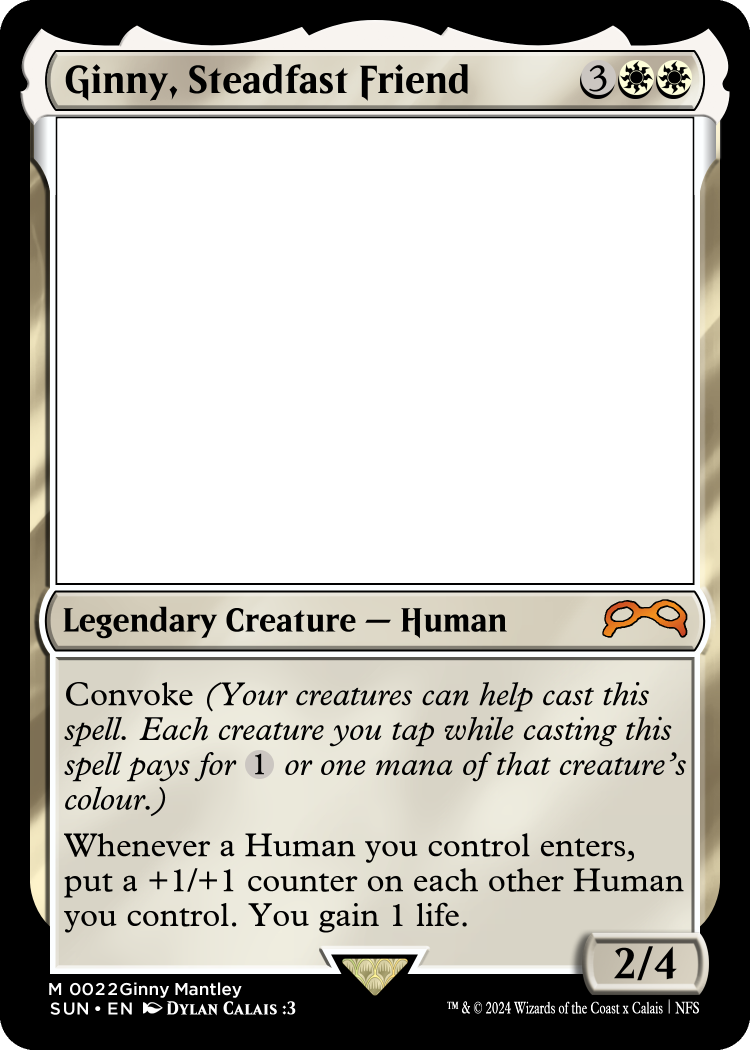 Ginny, Steadfast Friend 3
Legendary Creature — Human
Convoke (Your creatures can help cast this
spell. Each creature you tap while casting this
spell pays for 1 or one mana of that creature's
colour.)
Whenever a Human you control enters,
put a +1/+1 counter on each other Human
you control. You gain 1 life.
2/4
M 0022Ginny Mantley
SUN • EN Dylan Calais :3
™ & © 2024 Wizards of the Coast x Calais | NFS